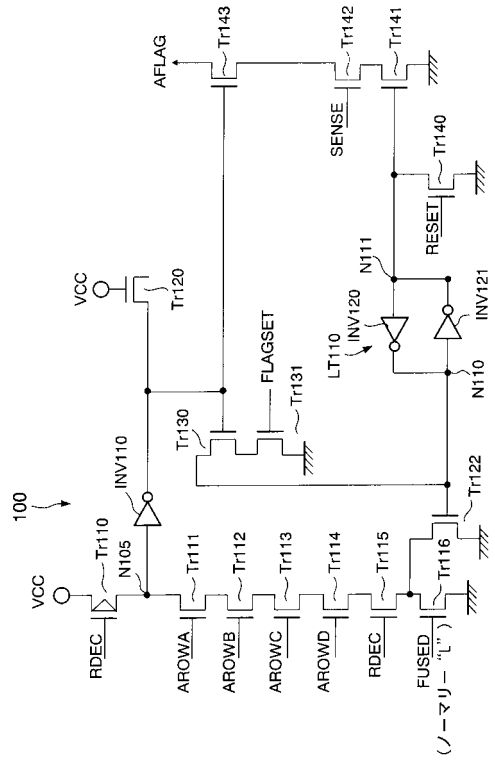 100
VCC
RDEC
Tr110
N105
INV110
VCC
Tr120
AROWA
Tr111
AROWB
Tr112
AROWC
Tr113
AROWD
Tr114
RDEC
Tr115
FUSED
Tr116
(ノーマリー "L")
Tr122
Tr130
FLAGSET
Tr131
N110
LT110
INV120
INV121
N111
RESET
Tr140
AFLAG
Tr143
SENSE
Tr142
Tr141